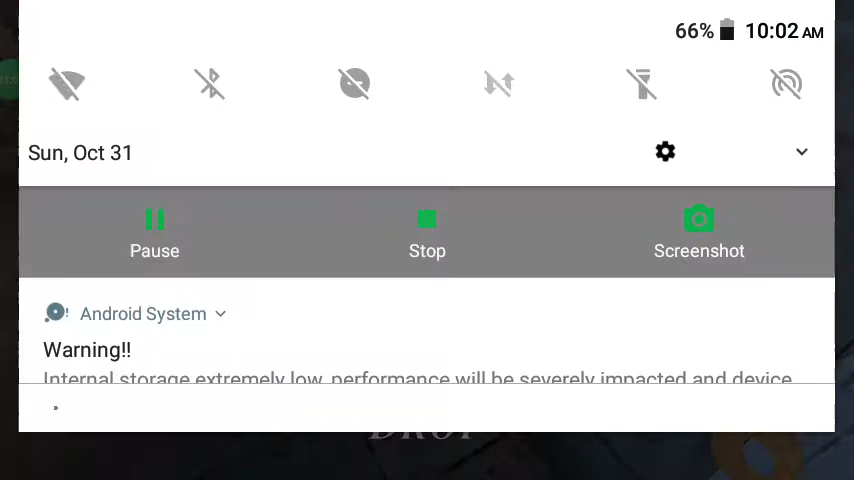 66% 10:02 AM
Sun, Oct 31
Pause Stop Screenshot
Android System
Warning!!
Internal storage extremely low, performance will be severely impacted and device